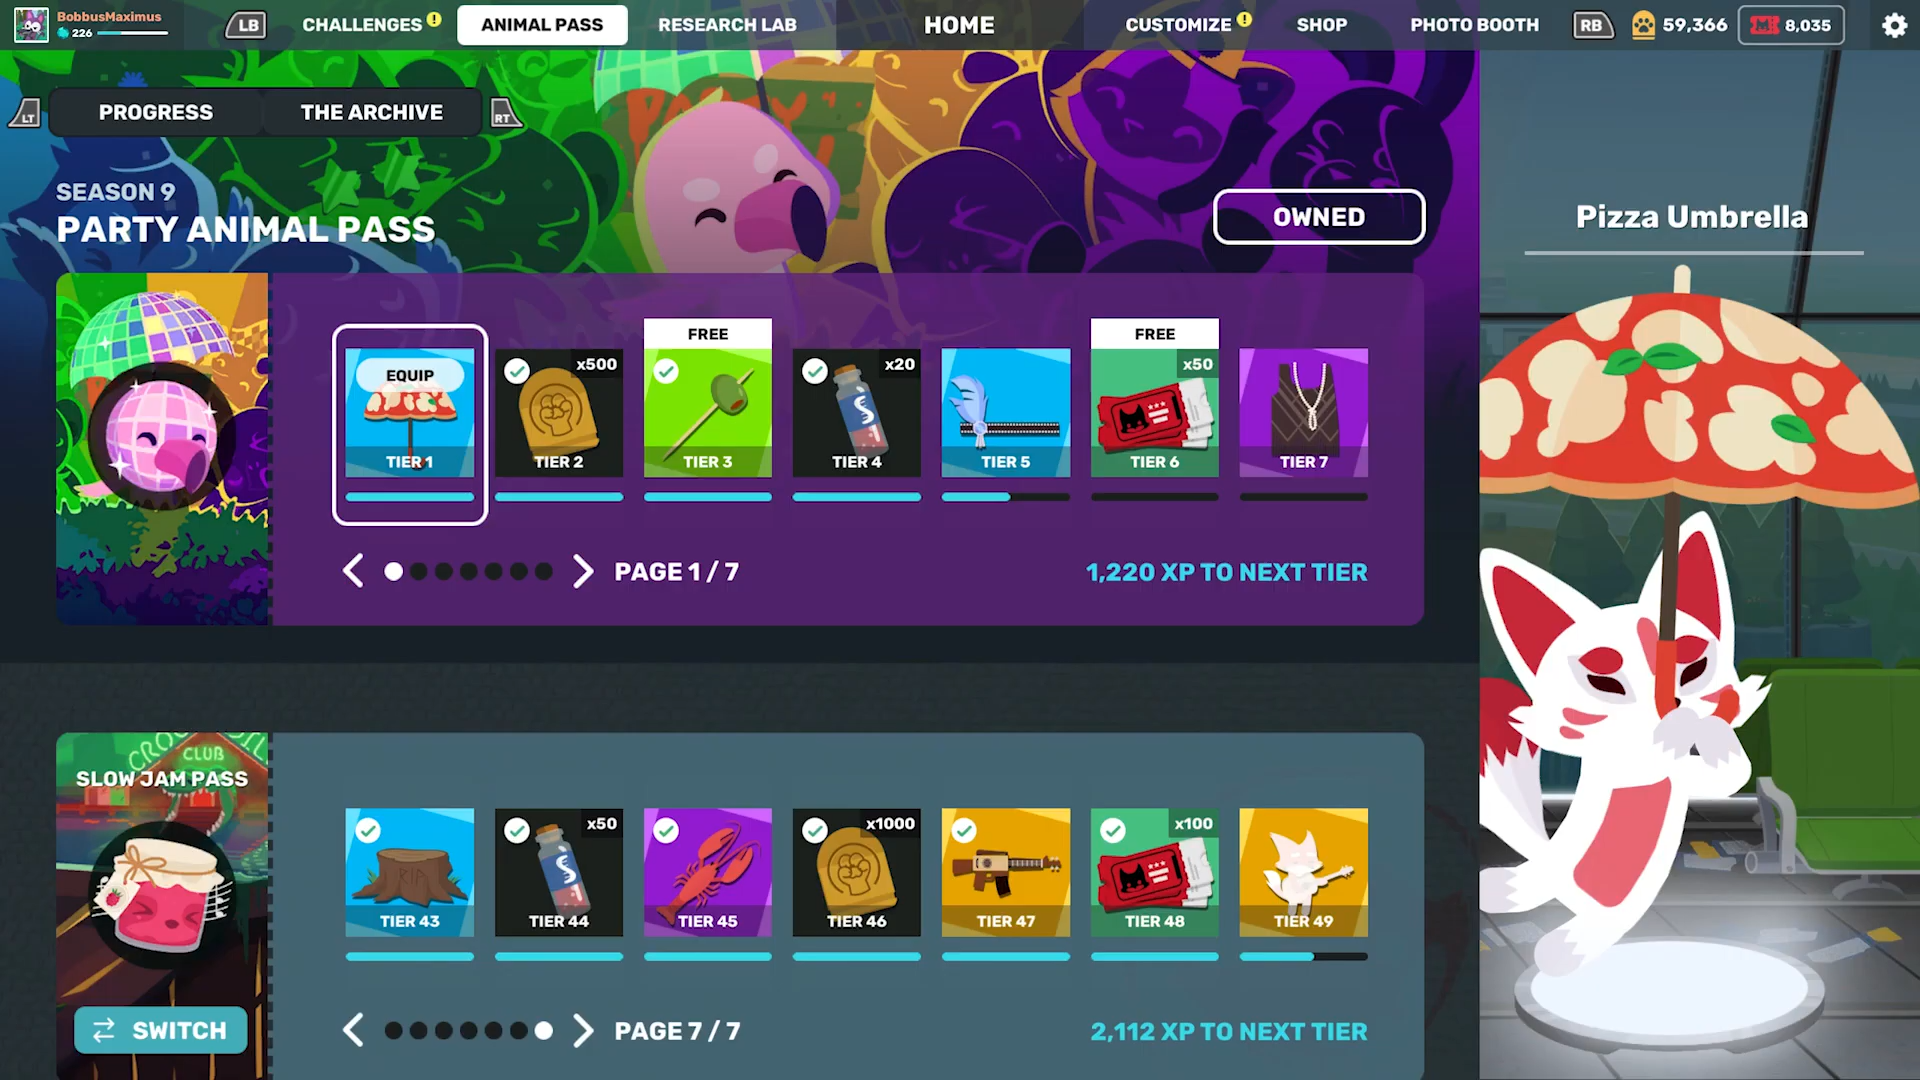 BobbusMaximus
226
LB
CHALLENGES
!
ANIMAL PASS
RESEARCH LAB
HOME
CUSTOMIZE
!
SHOP
PHOTO BOOTH
RB
59,366
8,035
LT
PROGRESS
THE ARCHIVE
RT
SEASON 9
PARTY ANIMAL PASS
OWNED
Pizza Umbrella
EQUIP
TIER 1
x500
TIER 2
FREE
TIER 3
x20
S
TIER 4
TIER 5
FREE
x50
TIER 6
TIER 7
PAGE 1 / 7
1,220 XP TO NEXT TIER
CLUB
SLOW JAM PASS
SWITCH
RIA
TIER 43
x50
S
TIER 44
TIER 45
x1000
TIER 46
TIER 47
x100
TIER 48
TIER 49
PAGE 7 / 7
2,112 XP TO NEXT TIER